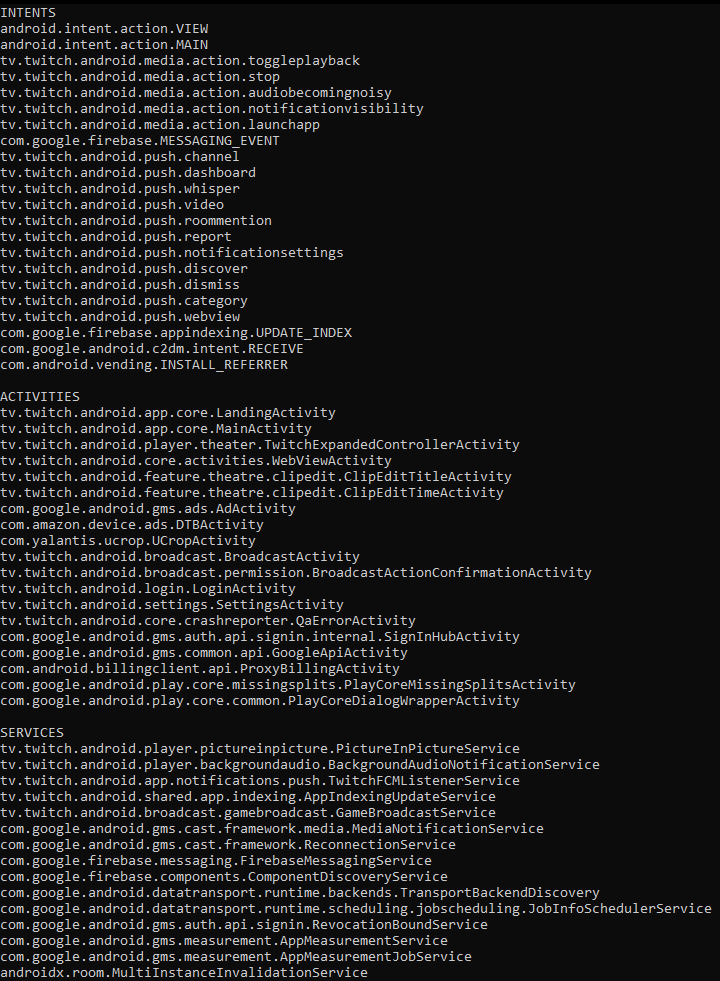 INTENTS
android.intent.action.VIEW
android.intent.action.MAIN
tv.twitch.android.media.action.toggleplayback
tv.twitch.android.media.action.stop
tv.twitch.android.media.action.audiobecomingnoisy
tv.twitch.android.media.action.notificationvisibility
tv.twitch.android.media.action.launchapp
com.google.firebase.MESSAGING_EVENT
tv.twitch.android.push.channel
tv.twitch.android.push.dashboard
tv.twitch.android.push.whisper
tv.twitch.android.push.video
tv.twitch.android.push.roommention
tv.twitch.android.push.report
tv.twitch.android.push.notificationsettings
tv.twitch.android.push.discover
tv.twitch.android.push.dismiss
tv.twitch.android.push.category
tv.twitch.android.push.webview
com.google.firebase.appindexing.UPDATE_INDEX
com.google.android.c2dm.intent.RECEIVE
com.android.vending.INSTALL_REFERRER
ACTIVITIES
tv.twitch.android.app.core.LandingActivity
tv.twitch.android.app.core.MainActivity
tv.twitch.android.player.theater.TwitchExpandedControllerActivity
tv.twitch.android.core.activities.WebViewActivity
tv.twitch.android.feature.theatre.clipedit.ClipEditTitleActivity
tv.twitch.android.feature.theatre.clipedit.ClipEditTimeActivity
com.google.android.gms.ads.AdActivity
com.amazon.device.ads.DTBActivity
com.yalantis.ucrop.UCropActivity
tv.twitch.android.broadcast.BroadcastActivity
tv.twitch.android.broadcast.permission.BroadcastActionConfirmationActivity
tv.twitch.android.login.LoginActivity
tv.twitch.android.settings.SettingsActivity
tv.twitch.android.core.crashreporter.QaErrorActivity
com.google.android.gms.auth.api.signin.internal.SignInHubActivity
com.google.android.gms.common.api.GoogleApiActivity
com.android.billingclient.api.ProxyBillingActivity
com.google.android.play.core.missingsplits.PlayCoreMissingSplitsActivity
com.google.android.play.core.common.PlayCoreDialogWrapperActivity
SERVICES
tv.twitch.android.player.pictureinpicture.PictureInPictureService
tv.twitch.android.player.backgroundaudio.BackgroundAudioNotificationService
tv.twitch.android.app.notifications.push.TwitchFCMListenerService
tv.twitch.android.shared.app.indexing.AppIndexingUpdateService
tv.twitch.android.broadcast.gamebroadcast.GameBroadcastService
com.google.android.gms.cast.framework.media.MediaNotificationService
com.google.android.gms.cast.framework.ReconnectionService
com.google.firebase.messaging.FirebaseMessagingService
com.google.firebase.components.ComponentDiscoveryService
com.google.android.datatransport.runtime.backends.TransportBackendDiscovery
com.google.android.datatransport.runtime.scheduling.jobscheduling.JobInfoSchedulerService
com.google.android.gms.auth.api.signin.RevocationBoundService
com.google.android.gms.measurement.AppMeasurementService
com.google.android.gms.measurement.AppMeasurementJobService
androidx.room.MultiInstanceInvalidationService